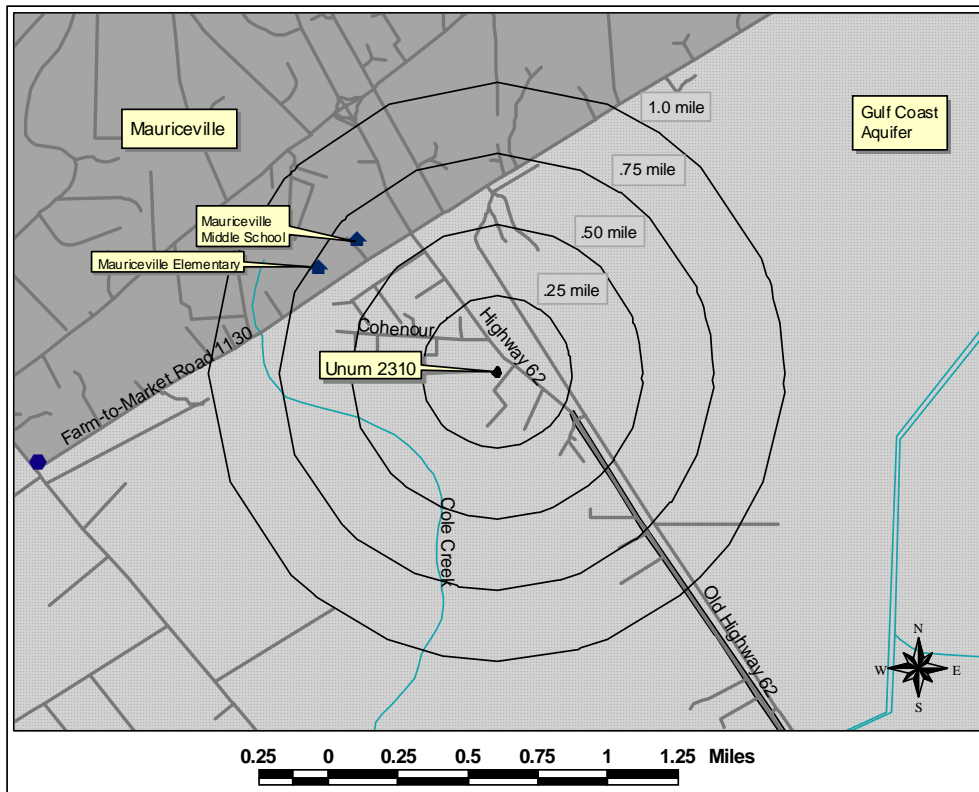 1.0 mile
Gulf Coast
Aquifer
Mauriceville
.75 mile
Mauriceville
Middle School
.50 mile
Mauriceville Elementary
.25 mile
Highway 62
Cohenour
Unum 2310
Farm-to-Market Road 1130
Cole Creek
Old Highway 62
N
W
E
S
0.25 0 0.25 0.5 0.75 1 1.25 Miles